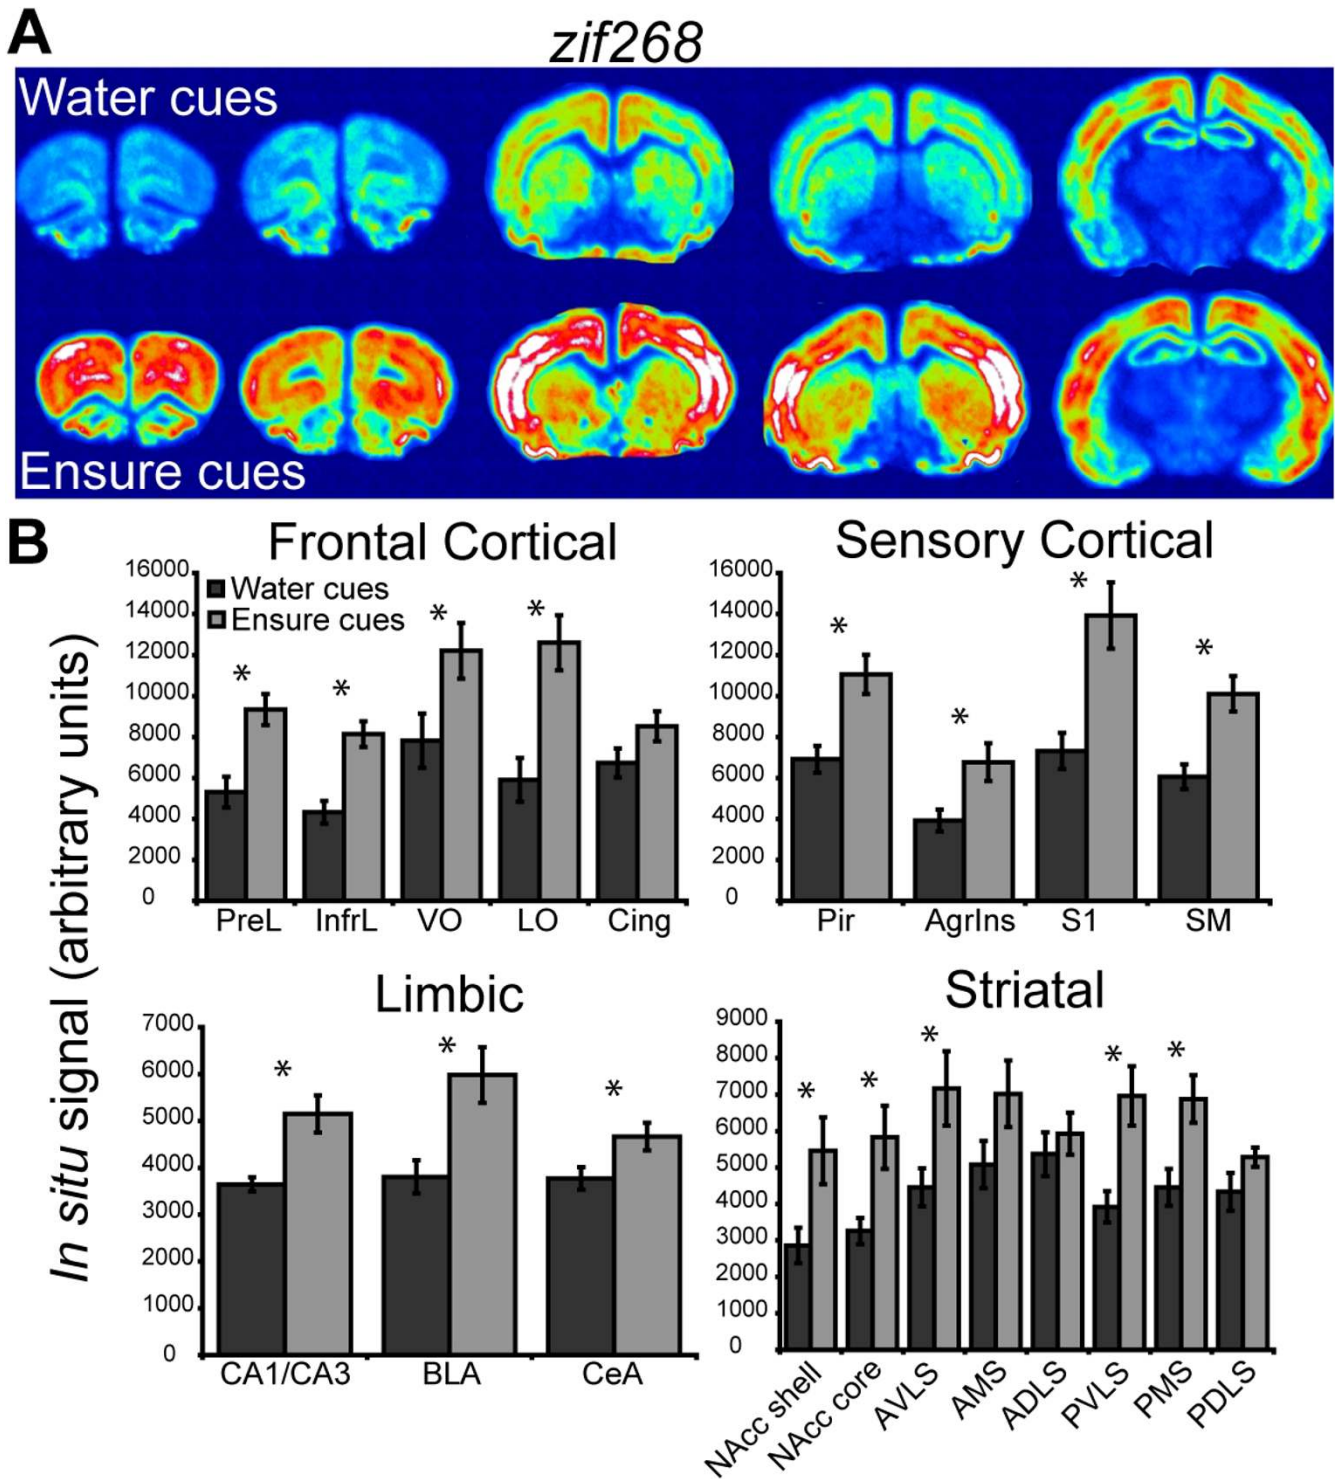 A
zif268
Water cues
Ensure cues
B
In situ signal (arbitrary units)
Frontal Cortical
16000
14000
12000
10000
8000
6000
4000
2000
0
Water cues
Ensure cues
*
*
*
*
PreL InfrL VO LO Cing
Sensory Cortical
16000
14000
12000
10000
8000
6000
4000
2000
0
*
*
*
*
Pir AgrIns S1 SM
Limbic
7000
6000
5000
4000
3000
2000
1000
0
*
*
*
CA1/CA3 BLA CeA
Striatal
9000
8000
7000
6000
5000
4000
3000
2000
1000
0
*
*
*
*
*
NAcc shell
NAcc core
AVLS
AMS
ADLS
PVLS
PMS
PDLS